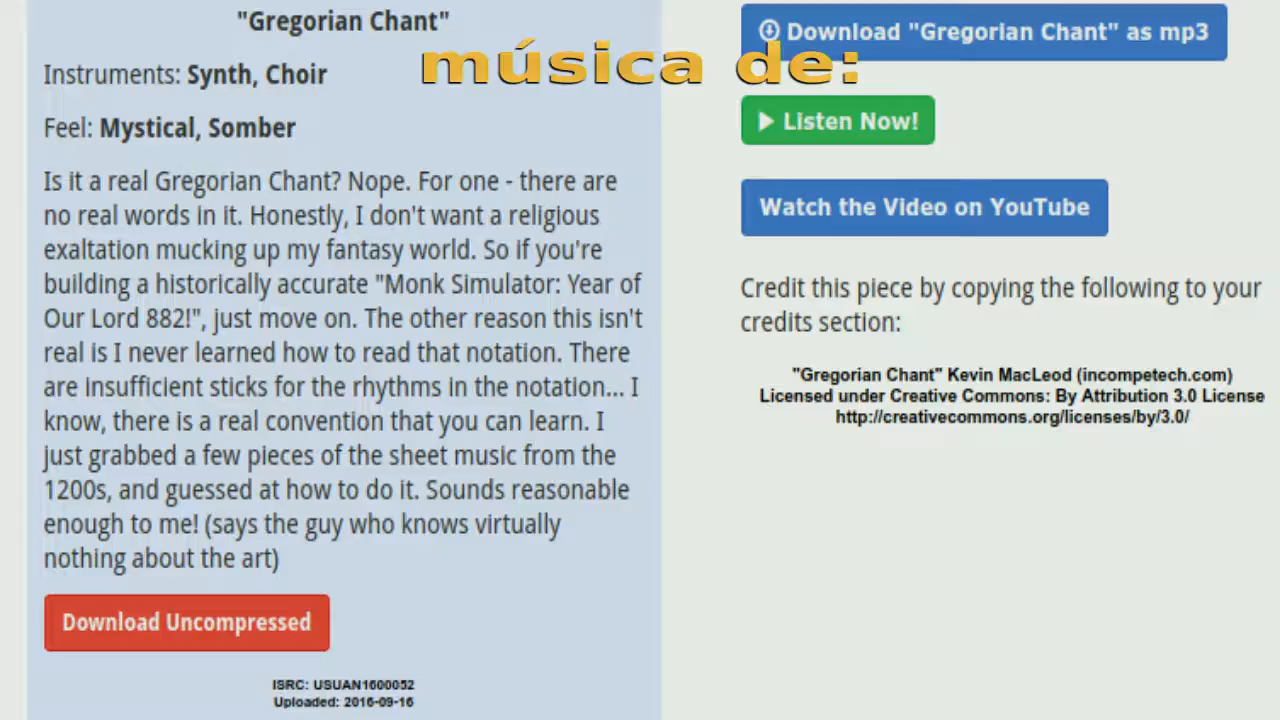 "Gregorian Chant"
música de:
Instruments: Synth, Choir
Feel: Mystical, Somber
Is it a real Gregorian Chant? Nope. For one - there are
no real words in it. Honestly, I don't want a religious
exaltation mucking up my fantasy world. So if you're
building a historically accurate "Monk Simulator: Year of
Our Lord 882!", just move on. The other reason this isn't
real is I never learned how to read that notation. There
are insufficient sticks for the rhythms in the notation... I
know, there is a real convention that you can learn. I
just grabbed a few pieces of the sheet music from the
1200s, and guessed at how to do it. Sounds reasonable
enough to me! (says the guy who knows virtually
nothing about the art)
Download Uncompressed
ISRC: USUAN1600052
Uploaded: 2016-09-16
Download "Gregorian Chant" as mp3
Listen Now!
Watch the Video on YouTube
Credit this piece by copying the following to your
credits section:
"Gregorian Chant" Kevin MacLeod (incompetech.com)
Licensed under Creative Commons: By Attribution 3.0 License
http://creativecommons.org/licenses/by/3.0/